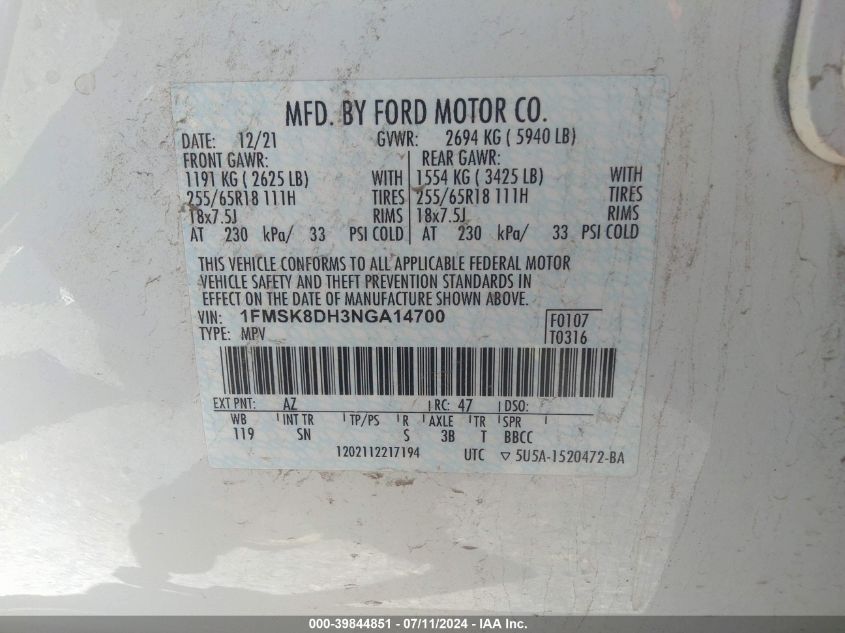 MFD. BY FORD MOTOR CO.
DATE: 12/21 GVWR: 2694 KG ( 5940 LB)
FRONT GAWR: REAR GAWR:
1191 KG ( 2625 LB) WITH 1554 KG ( 3425 LB) WITH
255/65R18 111H TIRES 255/65R18 111H TIRES
18x7.5J RIMS 18x7.5J RIMS
AT 230 kPa/ 33 PSI COLD AT 230 kPa/ 33 PSI COLD
THIS VEHICLE CONFORMS TO ALL APPLICABLE FEDERAL MOTOR
VEHICLE SAFETY AND THEFT PREVENTION STANDARDS IN
EFFECT ON THE DATE OF MANUFACTURE SHOWN ABOVE.
VIN: 1FMSK8DH3NGA14700 F0107
TYPE: MPV T0316
EXT PNT: AZ RC: 47 DSO:
WB INT TR TP/PS R AXLE TR SPR
119 SN S 3B T BBCC
1202112217194 UTC ▽ 5U5A-1520472-BA
000-39844851 - 07/11/2024 - IAA Inc.